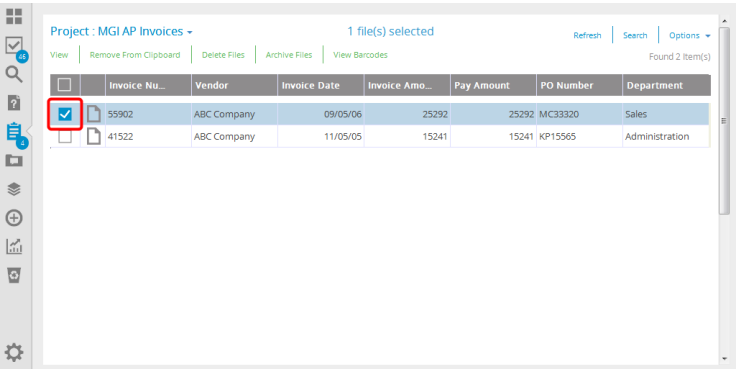 Project : MGI AP Invoices
1 file(s) selected
Refresh Search Options
View Remove From Clipboard Delete Files Archive Files View Barcodes
Found 2 Item(s)
Invoice Nu... Vendor Invoice Date Invoice Amo... Pay Amount PO Number Department
55902 ABC Company 09/05/06 25292 25292 MC33320 Sales
41522 ABC Company 11/05/05 15241 15241 KP15565 Administration
46
?
4